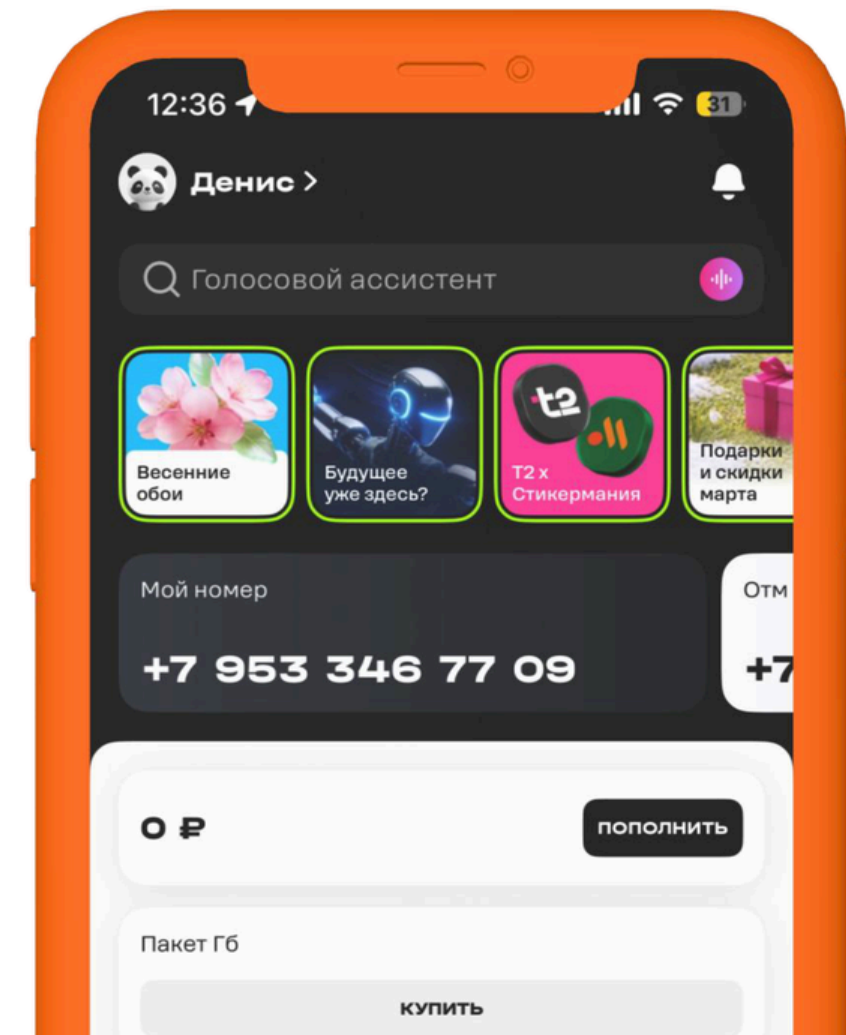 12:36
31
Денис >
Голосовой ассистент
t2
Весенние
обои
Будущее
уже здесь?
T2 x
Стикермания
Подарки
и скидки
марта
Мой номер
Отм
+7 953 346 77 09
+7
0 ₽
ПОПОЛНИТЬ
Пакет Гб
КУПИТЬ